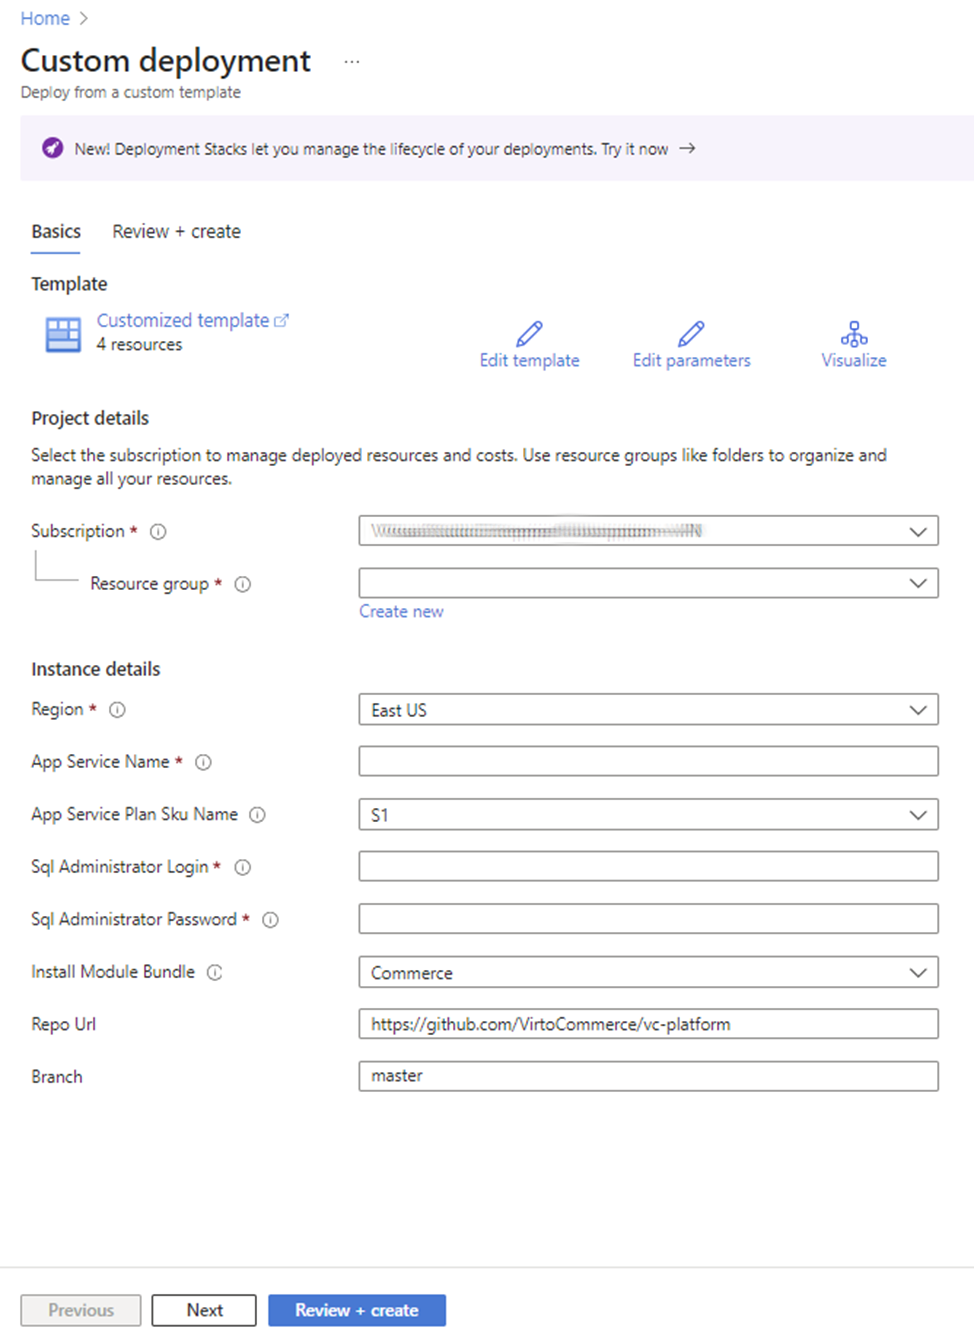 Home
Custom deployment ...
Deploy from a custom template
New! Deployment Stacks let you manage the lifecycle of your deployments. Try it now →
Basics Review + create
Template
Customized template
4 resources
Edit template Edit parameters Visualize
Project details
Select the subscription to manage deployed resources and costs. Use resource groups like folders to organize and
manage all your resources.
Subscription *
Resource group *
Create new
Instance details
Region * East US
App Service Name *
App Service Plan Sku Name S1
Sql Administrator Login *
Sql Administrator Password *
Install Module Bundle Commerce
Repo Url https://github.com/VirtoCommerce/vc-platform
Branch master
Previous Next Review + create